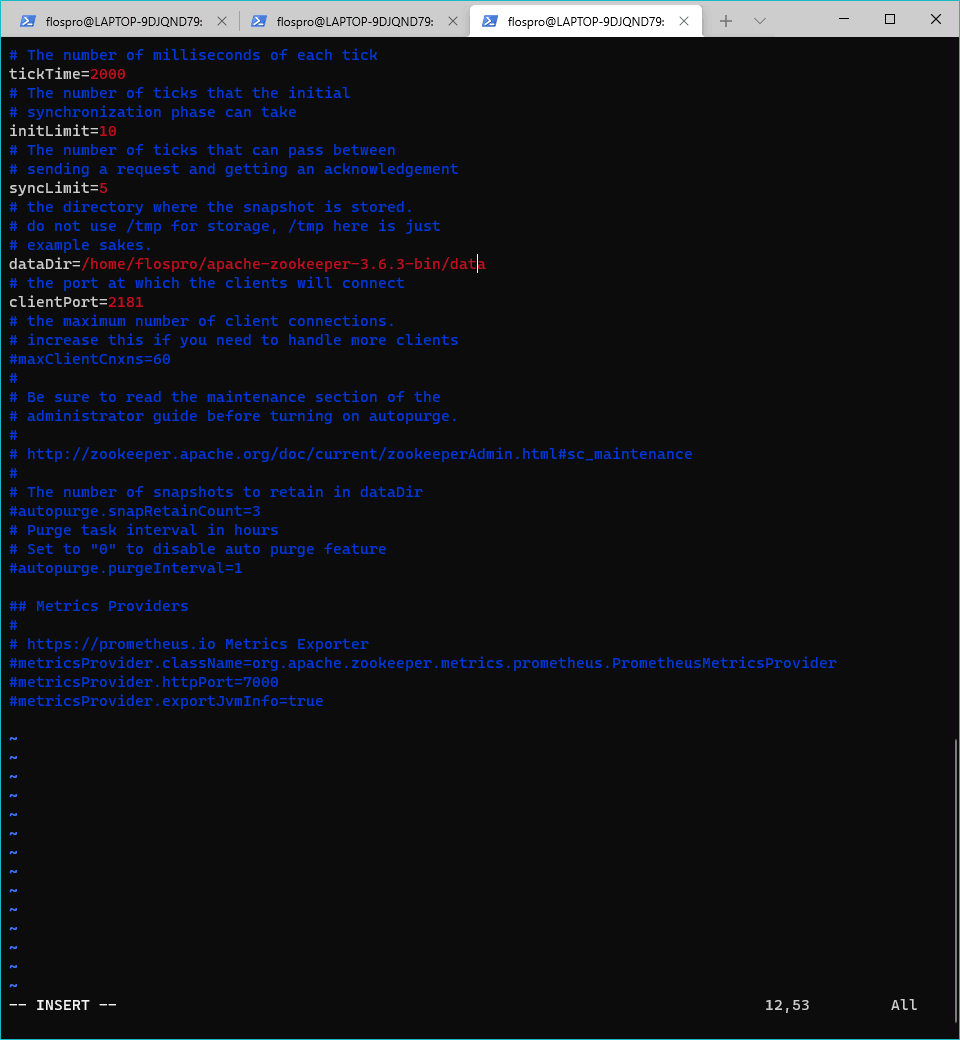 flospro@LAPTOP-9DJQND79: flospro@LAPTOP-9DJQND79: flospro@LAPTOP-9DJQND79:
# The number of milliseconds of each tick
tickTime=2000
# The number of ticks that the initial
# synchronization phase can take
initLimit=10
# The number of ticks that can pass between
# sending a request and getting an acknowledgement
syncLimit=5
# the directory where the snapshot is stored.
# do not use /tmp for storage, /tmp here is just
# example sakes.
dataDir=/home/flospro/apache-zookeeper-3.6.3-bin/data
# the port at which the clients will connect
clientPort=2181
# the maximum number of client connections.
# increase this if you need to handle more clients
#maxClientCnxns=60
#
# Be sure to read the maintenance section of the
# administrator guide before turning on autopurge.
#
# http://zookeeper.apache.org/doc/current/zookeeperAdmin.html#sc_maintenance
#
# The number of snapshots to retain in dataDir
#autopurge.snapRetainCount=3
# Purge task interval in hours
# Set to "0" to disable auto purge feature
#autopurge.purgeInterval=1

## Metrics Providers
#
# https://prometheus.io Metrics Exporter
#metricsProvider.className=org.apache.zookeeper.metrics.prometheus.PrometheusMetricsProvider
#metricsProvider.httpPort=7000
#metricsProvider.exportJvmInfo=true

~
~
~
~
~
~
~
~
~
~
~
~
~
~
-- INSERT -- 12,53 All